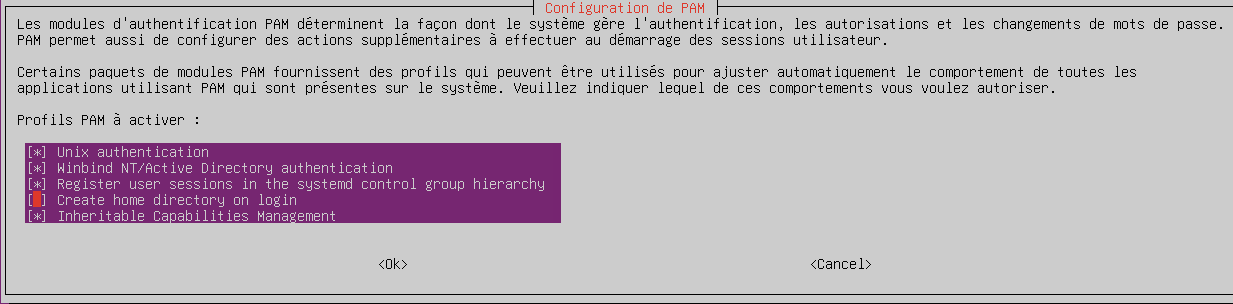 Configuration de PAM
Les modules d'authentification PAM déterminent la façon dont le système gère l'authentification, les autorisations et les changements de mots de passe.
PAM permet aussi de configurer des actions supplémentaires à effectuer au démarrage des sessions utilisateur.
Certains paquets de modules PAM fournissent des profils qui peuvent être utilisés pour ajuster automatiquement le comportement de toutes les
applications utilisant PAM qui sont présentes sur le système. Veuillez indiquer lequel de ces comportements vous voulez autoriser.
Profils PAM à activer :
[*] Unix authentication
[*] Winbind NT/Active Directory authentication
[*] Register user sessions in the systemd control group hierarchy
[ ] Create home directory on login
[*] Inheritable Capabilities Management
<Ok> <Cancel>